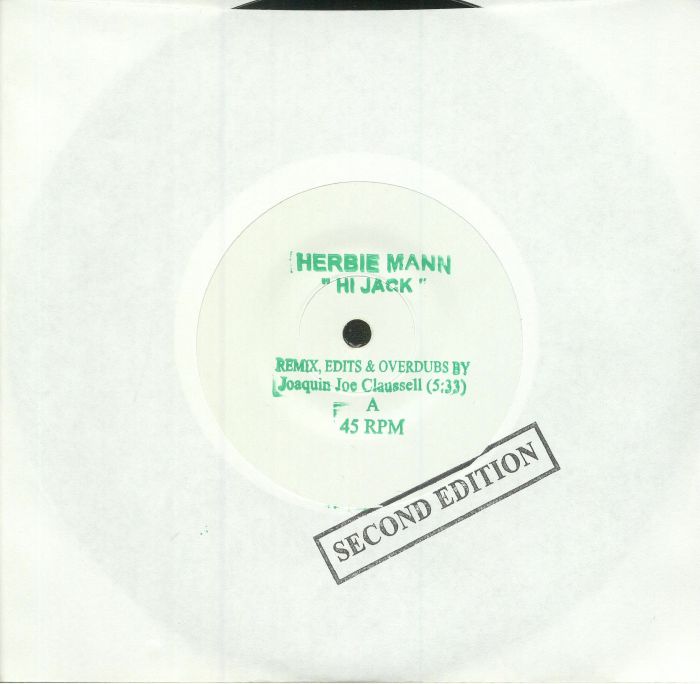 HERBIE MANN
" HI JACK "
REMIX, EDITS & OVERDUBS BY
Joaquin Joe Claussell (5:33)
A
45 RPM
SECOND EDITION